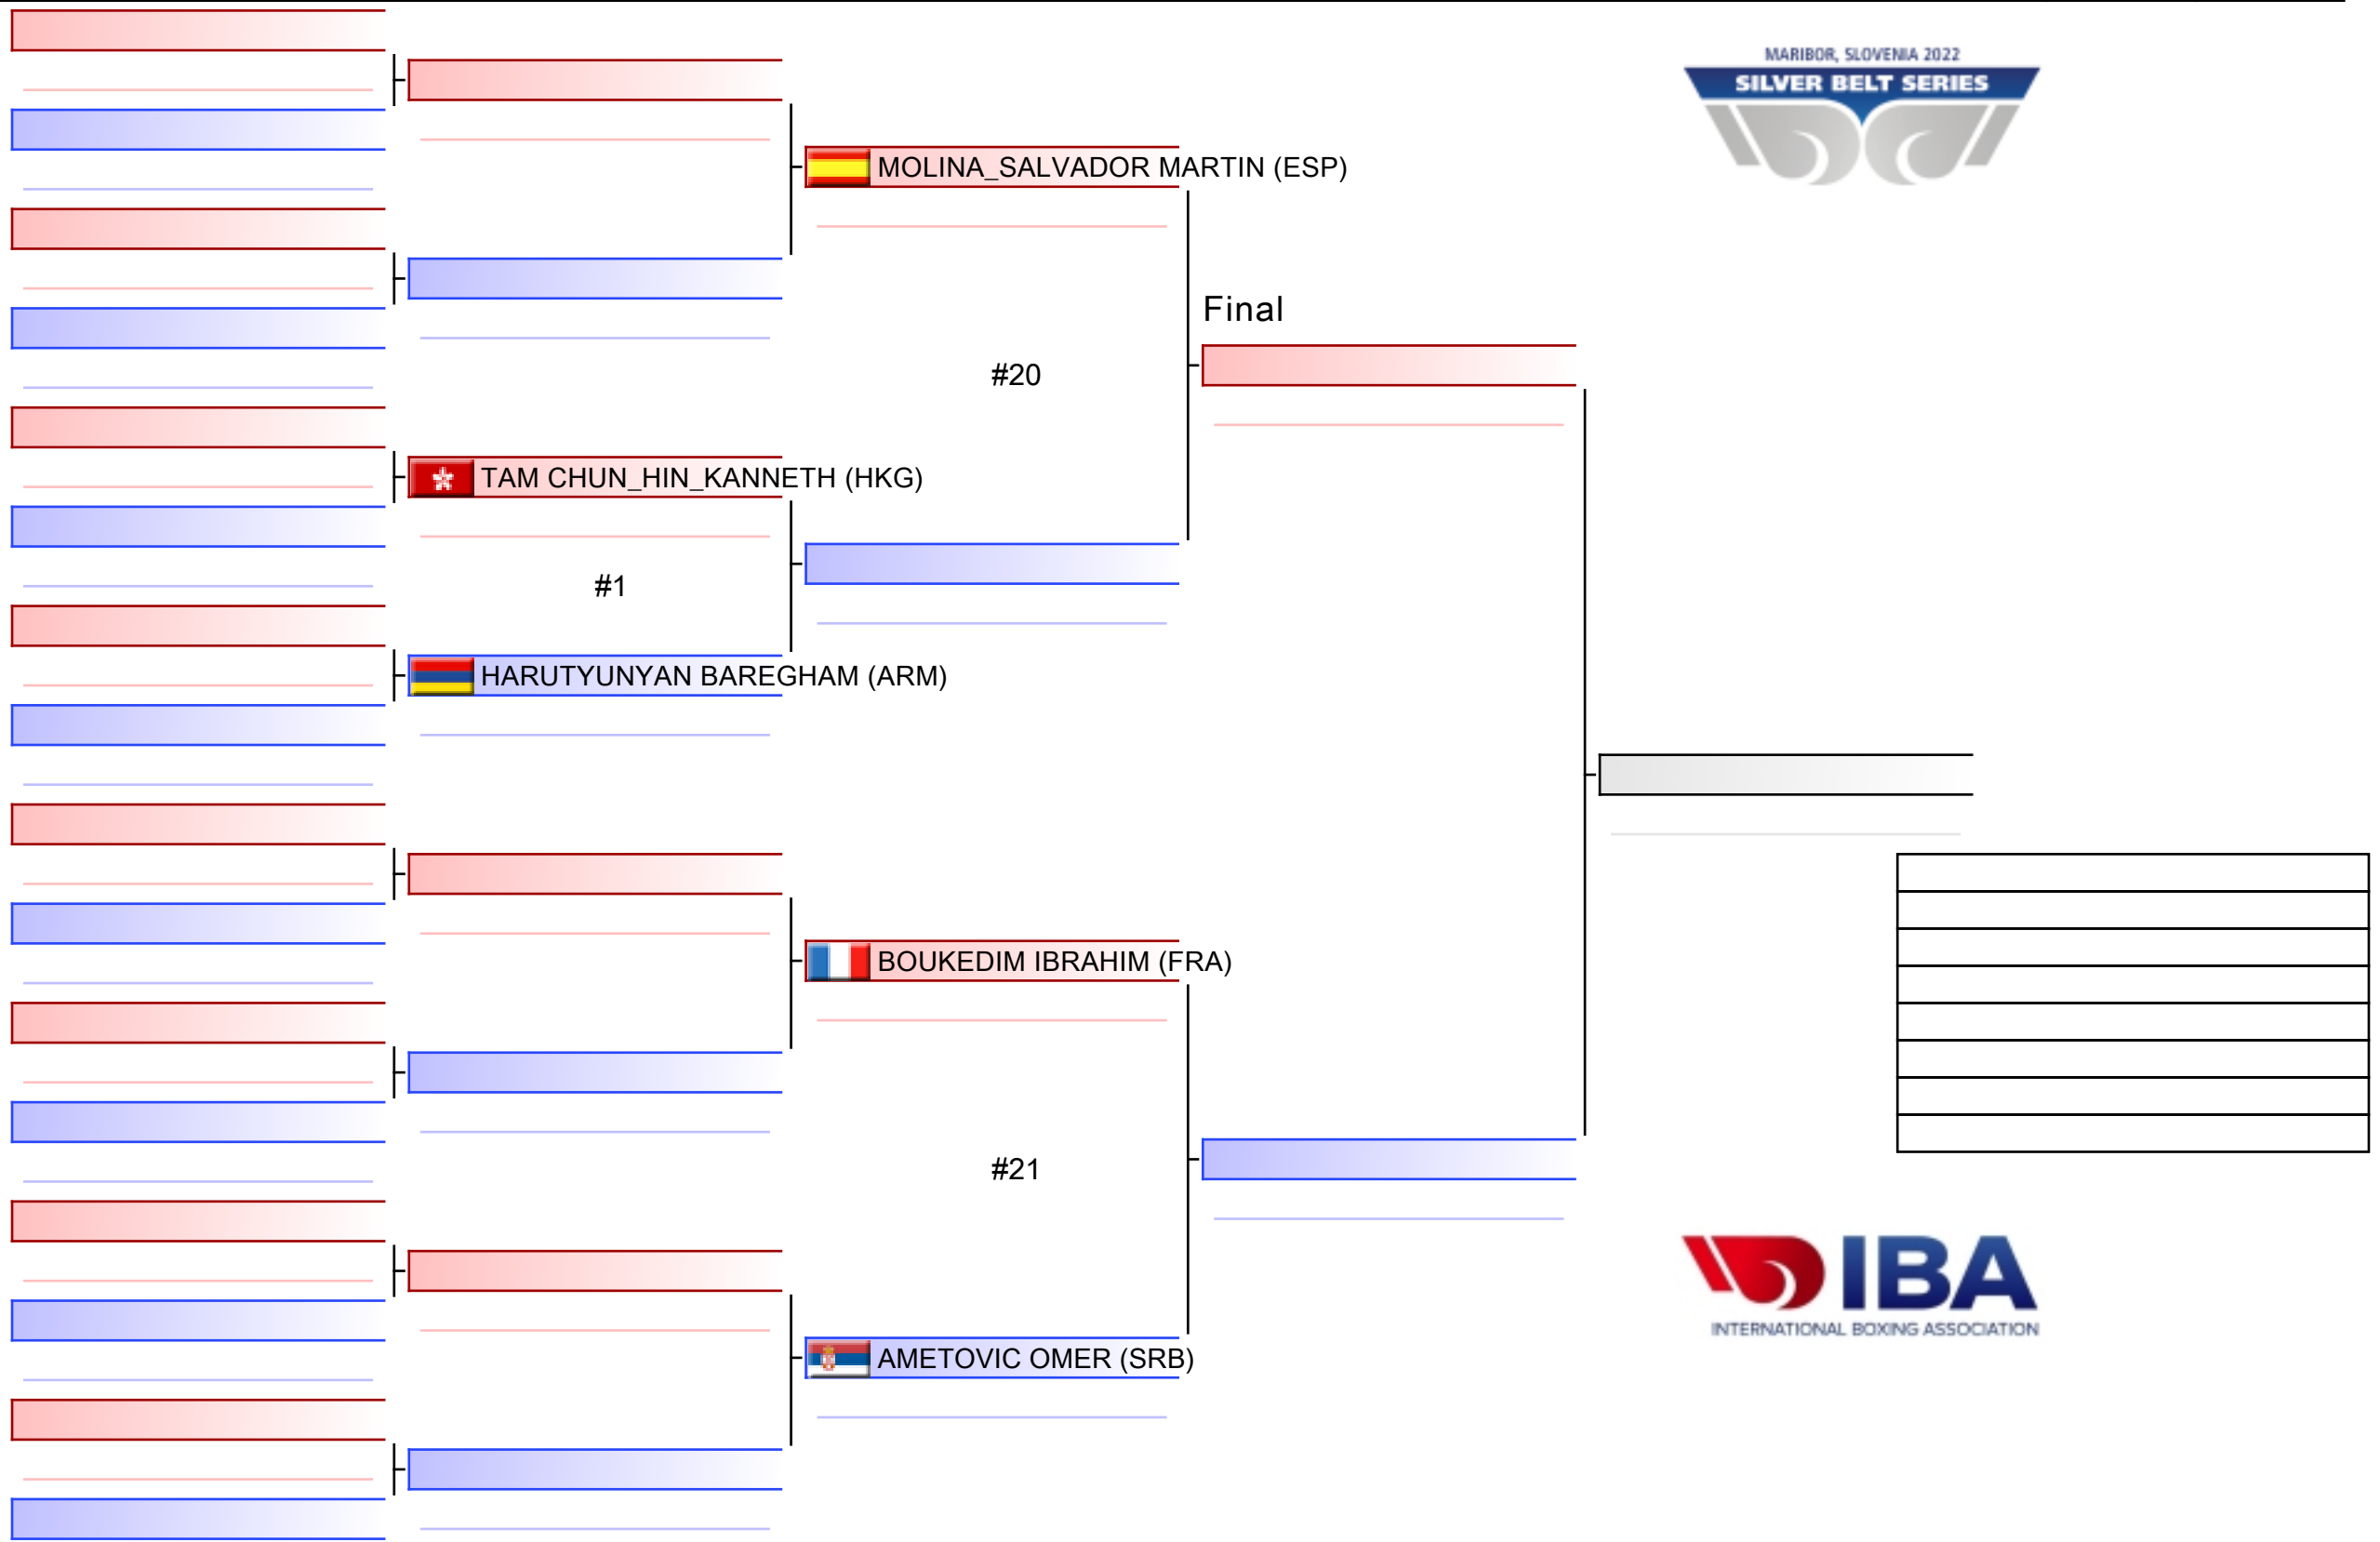 MARIBOR, SLOVENIA 2022
SILVER BELT SERIES
MOLINA_SALVADOR MARTIN (ESP)
Final
#20
TAM CHUN_HIN_KANNETH (HKG)
#1
HARUTYUNYAN BAREGHAM (ARM)
BOUKEDIM IBRAHIM (FRA)
#21
AMETOVIC OMER (SRB)
IBA
INTERNATIONAL BOXING ASSOCIATION